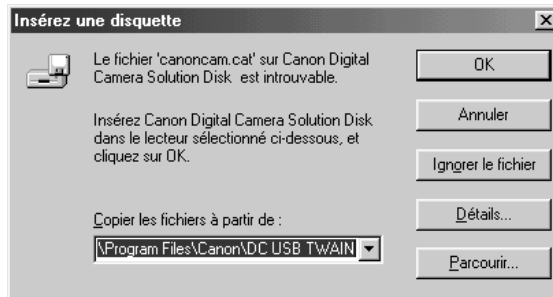 Insérez une disquette
Le fichier 'canoncam.cat' sur Canon Digital
Camera Solution Disk est introuvable.
Insérez Canon Digital Camera Solution Disk
dans le lecteur sélectionné ci-dessous, et
cliquez sur OK.
Copier les fichiers à partir de :
\Program Files\Canon\DC USB TWAIN
OK
Annuler
Ignorer le fichier
Détails...
Parcourir...